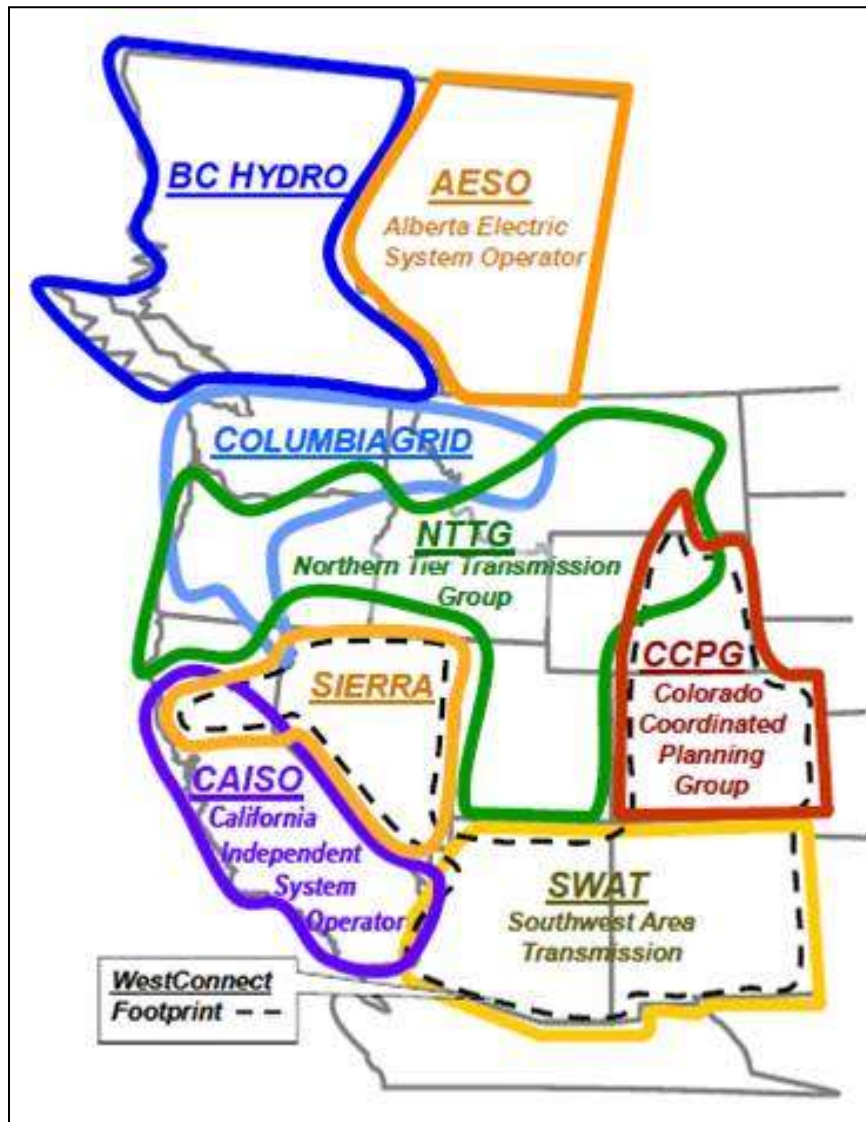 BC HYDRO
AESO
Alberta Electric
System Operator
COLUMBIAGRID
NTTG
Northern Tier Transmission
Group
SIERRA
CCPG
Colorado
Coordinated
Planning
Group
CAISO
California
Independent
System
Operator
SWAT
Southwest Area
Transmission
WestConnect
Footprint – –